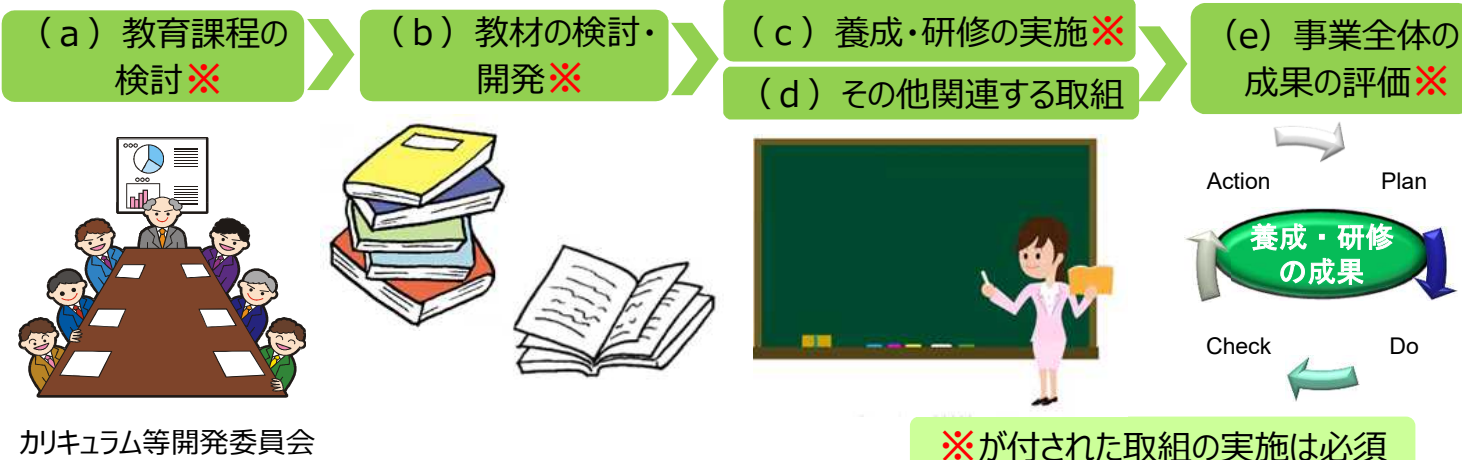 （a）教育課程の
検討※
（b）教材の検討・
開発※
（c）養成・研修の実施※
（d）その他関連する取組
（e）事業全体の
成果の評価※
Action
Plan
養成・研修
の成果
Check
Do
カリキュラム等開発委員会
※が付された取組の実施は必須